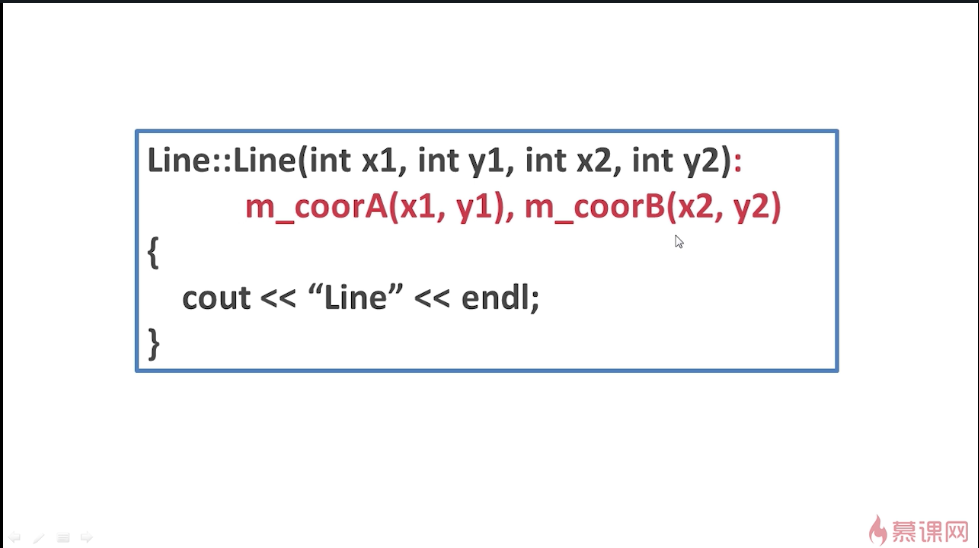 Line::Line(int x1, int y1, int x2, int y2):
m_coorA(x1, y1), m_coorB(x2, y2)
{
cout << “Line” << endl;
}
慕课网